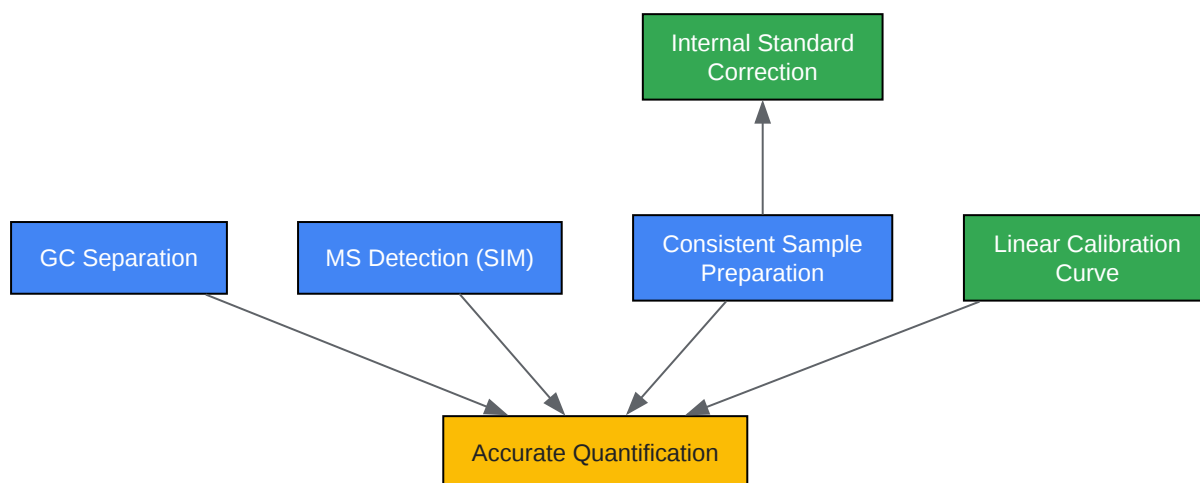 Internal Standard
Correction
GC Separation
MS Detection (SIM)
Consistent Sample
Preparation
Linear Calibration
Curve
Accurate Quantification